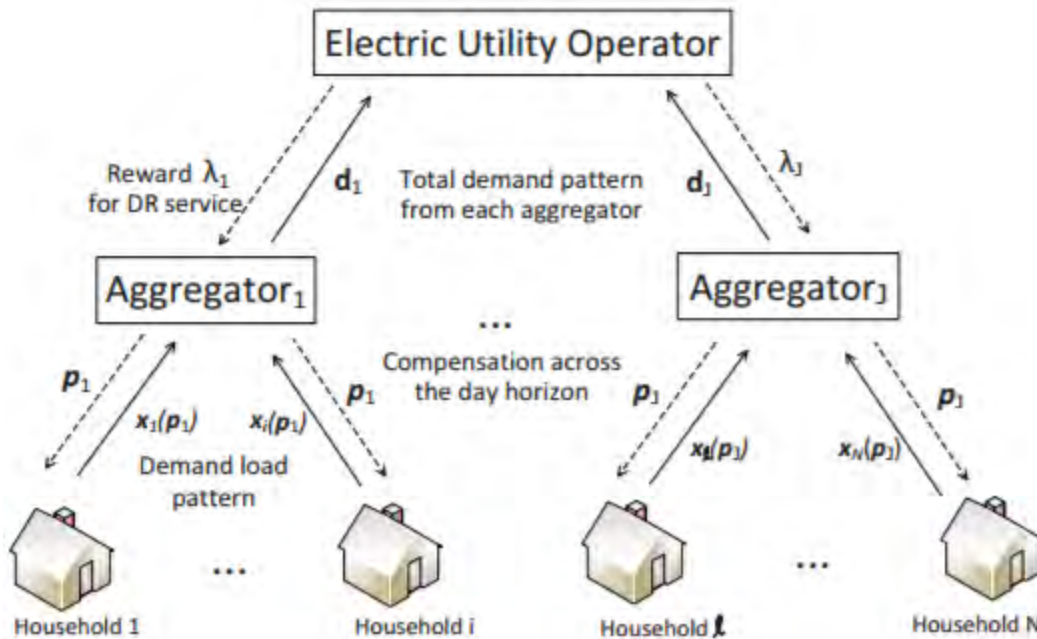 Electric Utility Operator
Reward λ₁
for DR service
d₁
Total demand pattern
from each aggregator
dⱼ
λⱼ
Aggregator₁
Aggregatorⱼ
...
Compensation across
the day horizon
p₁
p₁
pⱼ
pⱼ
x₁(p₁)
xᵢ(p₁)
xₗ(pⱼ)
x_N(pⱼ)
Demand load
pattern
...
...
Household 1
Household i
Household ℓ
Household N